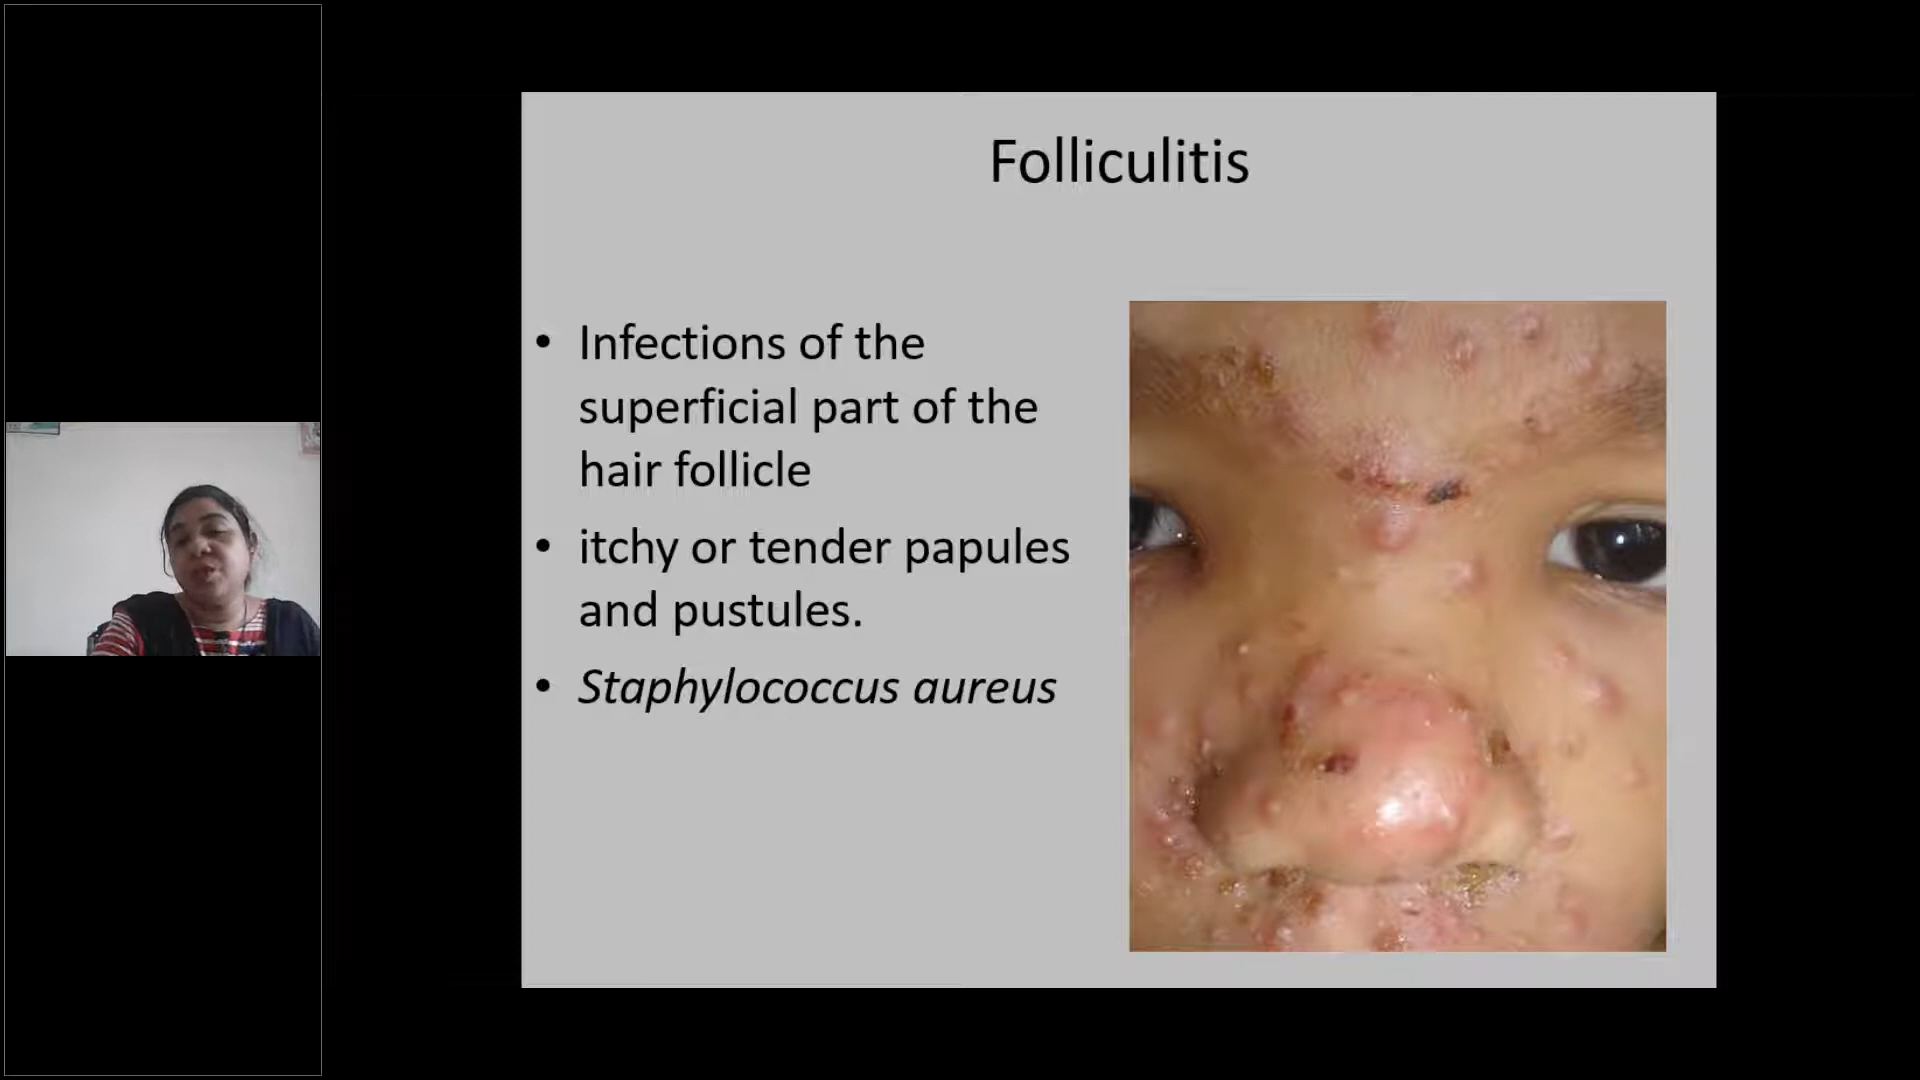 Folliculitis
• Infections of the
superficial part of the
hair follicle
• itchy or tender papules
and pustules.
• Staphylococcus aureus